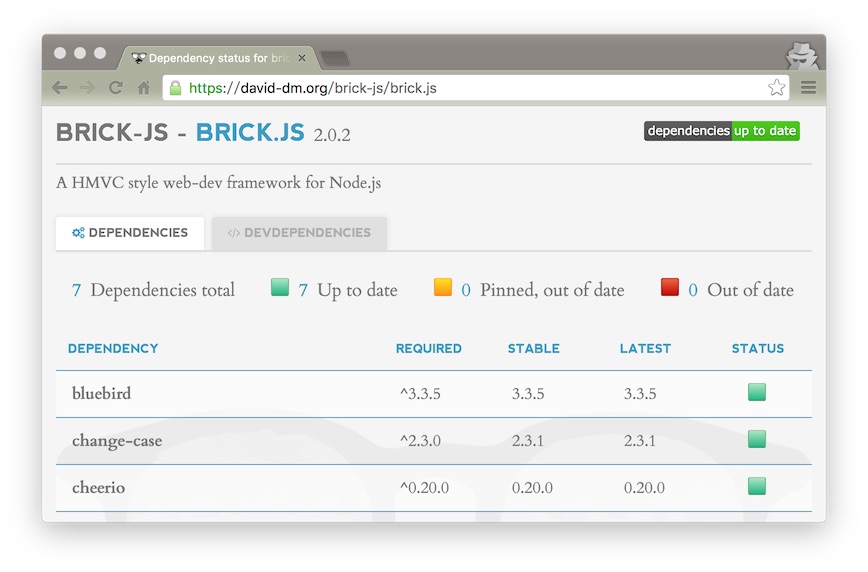 Dependency status for bric
https://david-dm.org/brick-js/brick.js
BRICK-JS - BRICK.JS 2.0.2
dependencies up to date
A HMVC style web-dev framework for Node.js
DEPENDENCIES
</> DEVDEPENDENCIES
7 Dependencies total 7 Up to date 0 Pinned, out of date 0 Out of date
DEPENDENCY REQUIRED STABLE LATEST STATUS
bluebird ^3.3.5 3.3.5 3.3.5
change-case ^2.3.0 2.3.1 2.3.1
cheerio ^0.20.0 0.20.0 0.20.0